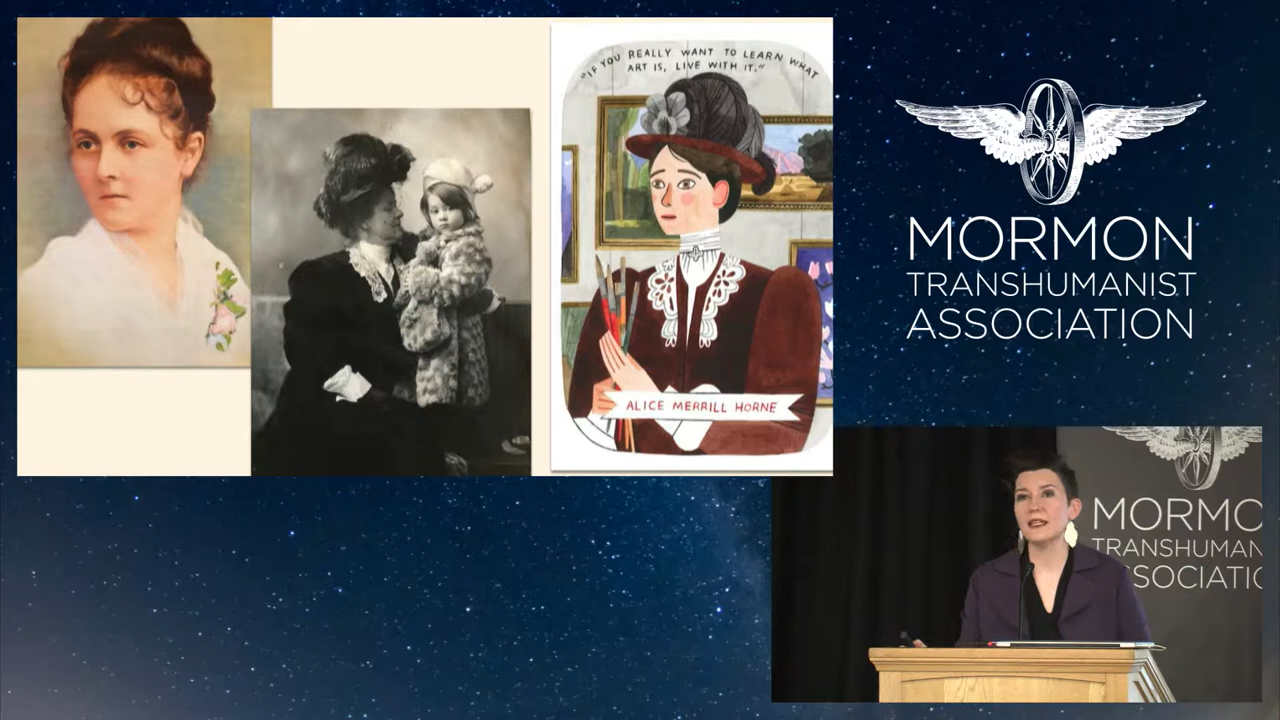 "IF YOU REALLY WANT TO LEARN WHAT
ART IS, LIVE WITH IT."
ALICE MERRILL HORNE
MORMON
TRANSHUMANIST
ASSOCIATION
MORMO
TRANSHUMAN
SSOCIATIO